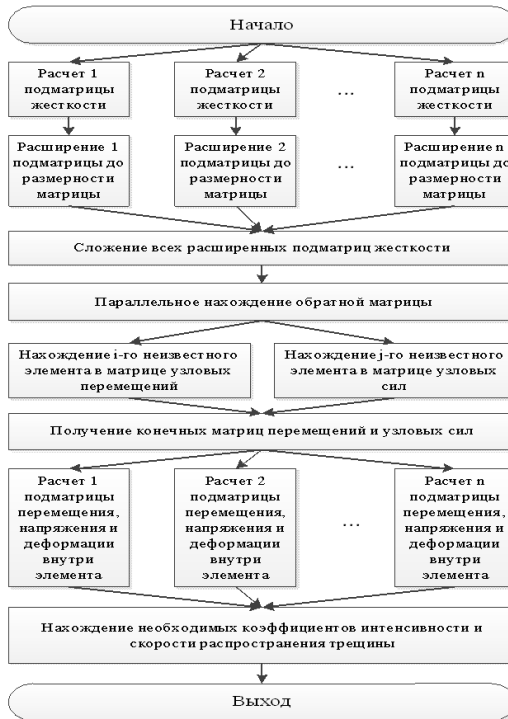 Начало
Расчет 1
подматрицы
жесткости
Расчет 2
подматрицы
жесткости
...
Расчет n
подматрицы
жесткости
Расширение 1
подматрицы до
размерности
матрицы
Расширение 2
подматрицы до
размерности
матрицы
...
Расширение n
подматрицы до
размерности
матрицы
Сложение всех расширенных подматриц жесткости
Параллельное нахождение обратной матрицы
Нахождение i-го неизвестного
элемента в матрице узловых
перемещений
Нахождение j-го неизвестного
элемента в матрице узловых
сил
Получение конечных матриц перемещений и узловых сил
Расчет 1
подматрицы
перемещения,
напряжения и
деформации
внутри
элемента
Расчет 2
подматрицы
перемещения,
напряжения и
деформации
внутри
элемента
...
Расчет n
подматрицы
перемещения,
напряжения и
деформации
внутри
элемента
Нахождение необходимых коэффициентов интенсивности и
скорости распространения трещины
Выход